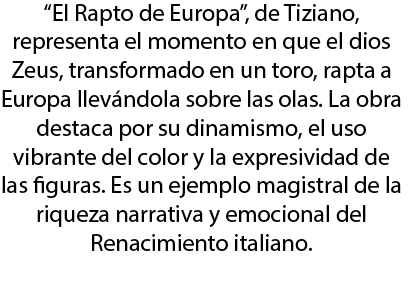 “El Rapto de Europa”, de Tiziano,
representa el momento en que el dios
Zeus, transformado en un toro, rapta a
Europa llevándola sobre las olas. La obra
destaca por su dinamismo, el uso
vibrante del color y la expresividad de
las figuras. Es un ejemplo magistral de la
riqueza narrativa y emocional del
Renacimiento italiano.